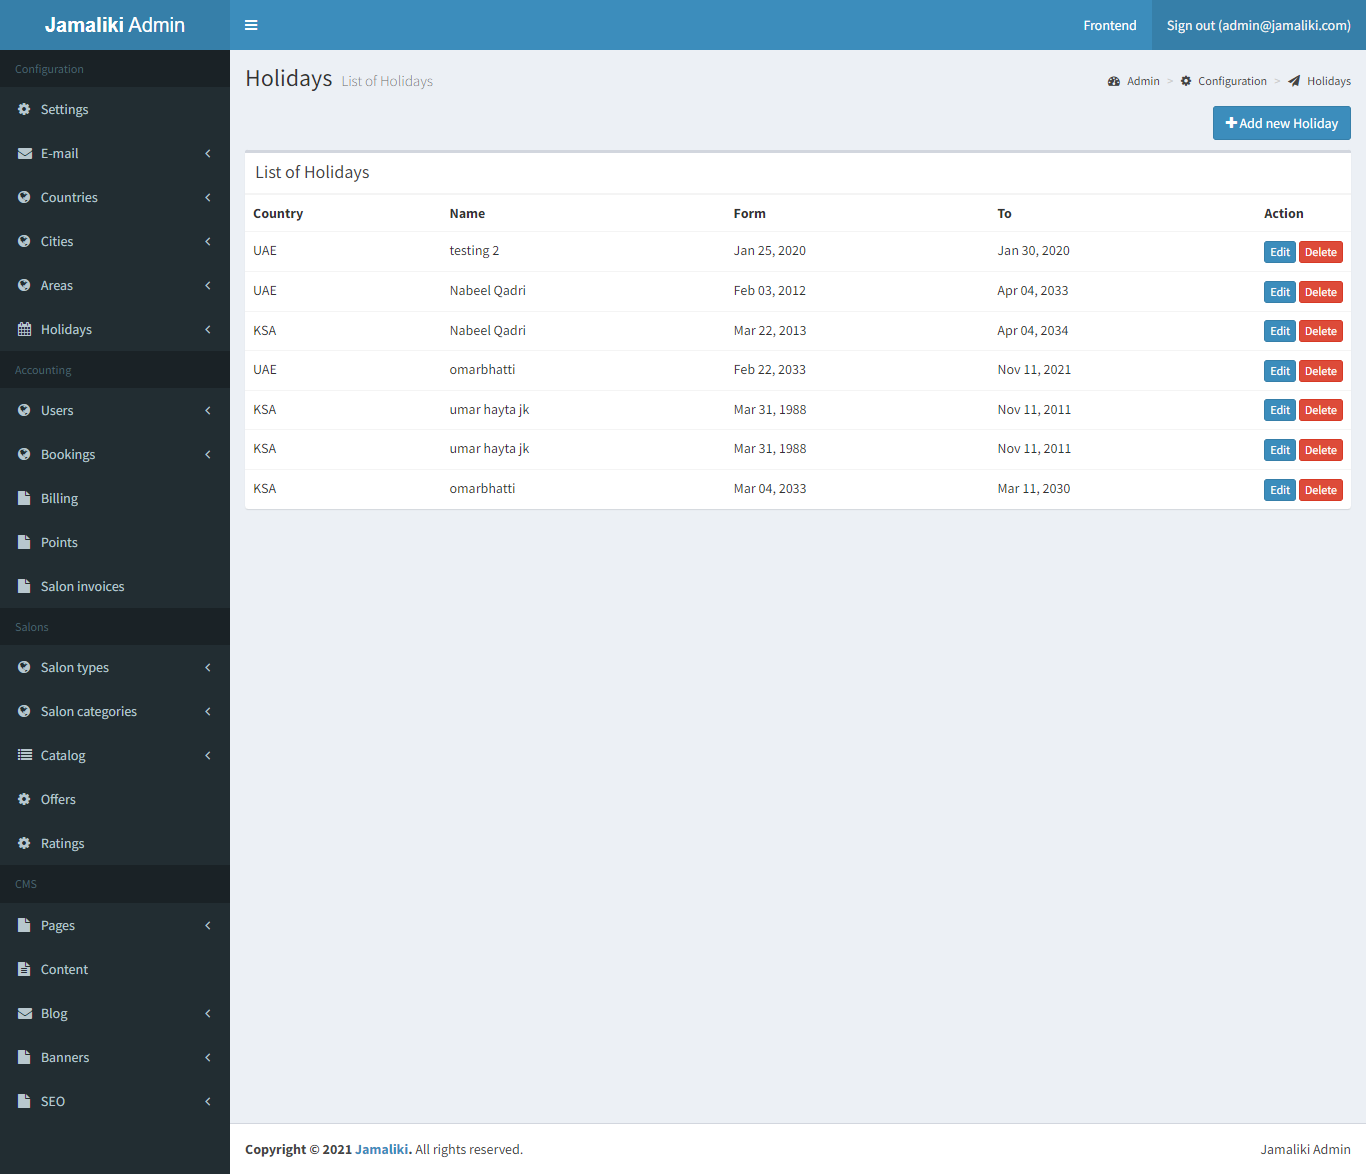 Jamaliki Admin
Frontend
Sign out (admin@jamaliki.com)
Configuration
Settings
E-mail
Countries
Cities
Areas
Holidays
Accounting
Users
Bookings
Billing
Points
Salon invoices
Salons
Salon types
Salon categories
Catalog
Offers
Ratings
CMS
Pages
Content
Blog
Banners
SEO
Holidays List of Holidays
Admin > Configuration > Holidays
Add new Holiday
List of Holidays
Country Name Form To Action
UAE testing 2 Jan 25, 2020 Jan 30, 2020 Edit Delete
UAE Nabeel Qadri Feb 03, 2012 Apr 04, 2033 Edit Delete
KSA Nabeel Qadri Mar 22, 2013 Apr 04, 2034 Edit Delete
UAE omarbhatti Feb 22, 2033 Nov 11, 2021 Edit Delete
KSA umar hayta jk Mar 31, 1988 Nov 11, 2011 Edit Delete
KSA umar hayta jk Mar 31, 1988 Nov 11, 2011 Edit Delete
KSA omarbhatti Mar 04, 2033 Mar 11, 2030 Edit Delete
Copyright © 2021 Jamaliki. All rights reserved.
Jamaliki Admin